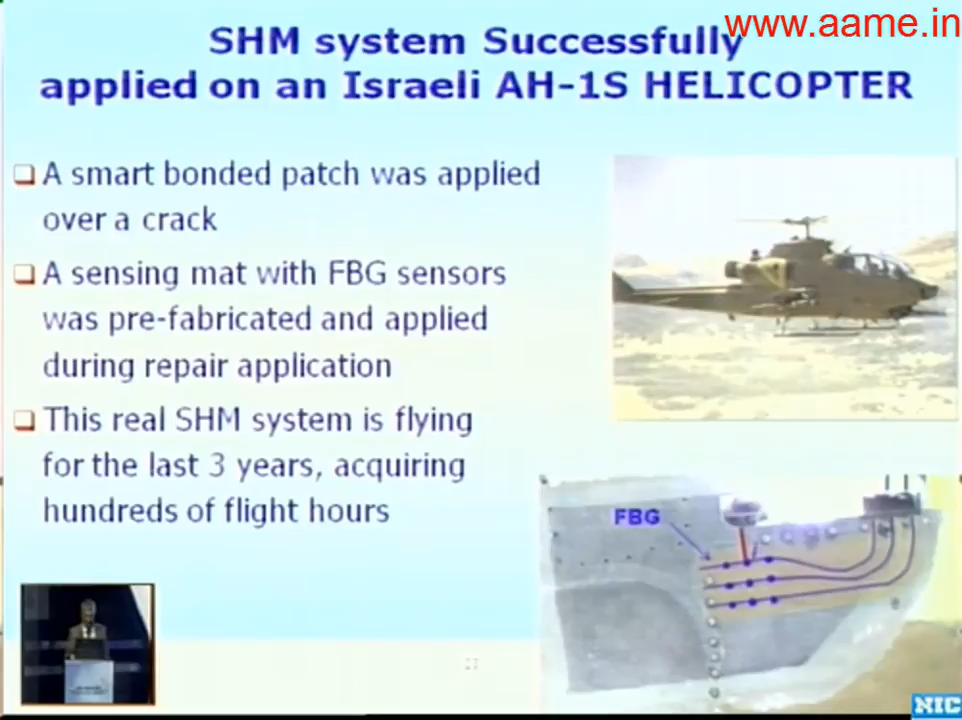 www.aame.in
SHM system Successfully
applied on an Israeli AH-1S HELICOPTER
A smart bonded patch was applied
over a crack
A sensing mat with FBG sensors
was pre-fabricated and applied
during repair application
This real SHM system is flying
for the last 3 years, acquiring
hundreds of flight hours
FBG
NIC